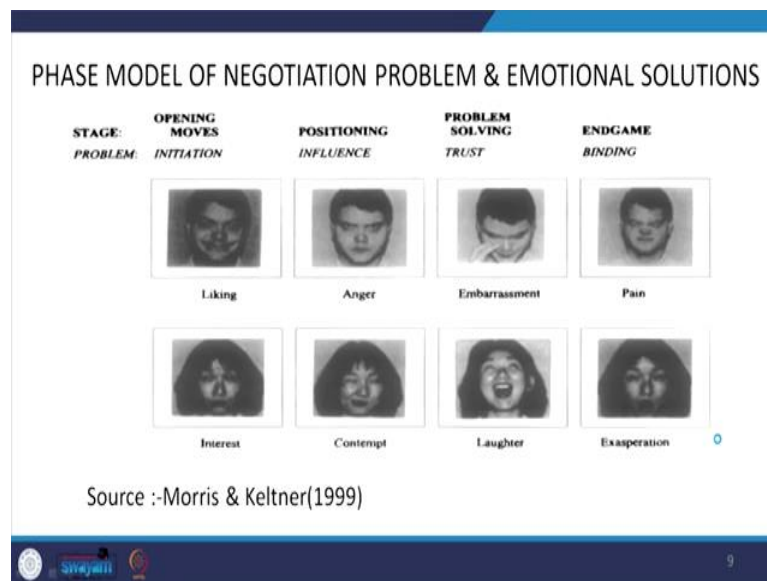 PHASE MODEL OF NEGOTIATION PROBLEM & EMOTIONAL SOLUTIONS
STAGE: OPENING MOVES POSITIONING PROBLEM SOLVING ENDGAME
PROBLEM: INITIATION INFLUENCE TRUST BINDING
Liking Anger Embarrassment Pain
Interest Contempt Laughter Exasperation
Source :-Morris & Keltner(1999)
swayam 9